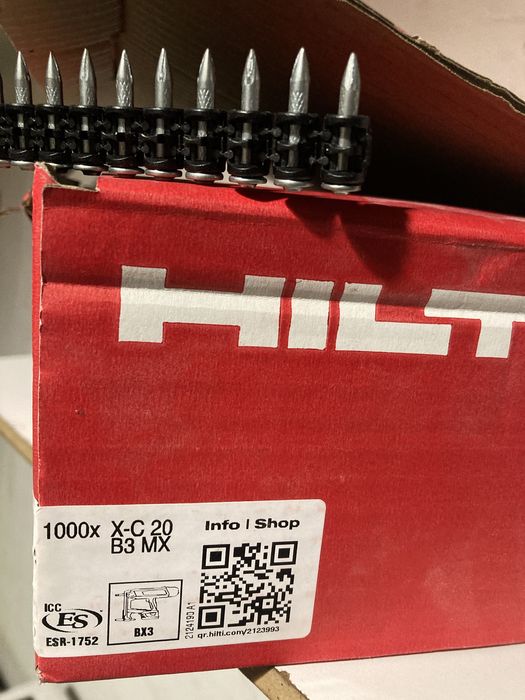 HILT
1000x X-C 20
B3 MX
Info | Shop
ICC
ES
ESR-1752
BX3
2124190 A1
qr.hilti.com/2123993